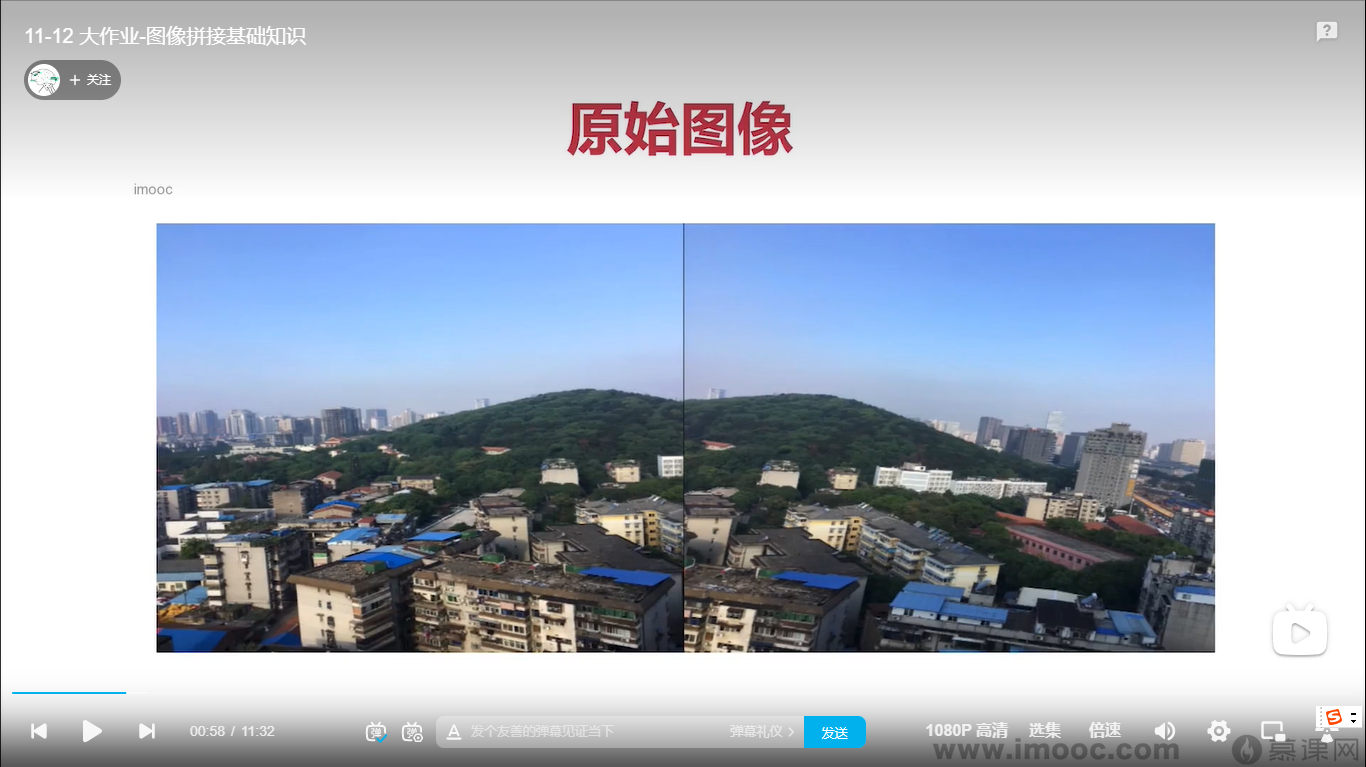 11-12 大作业-图像拼接基础知识
?
+ 关注
原始图像
imooc
00:58 / 11:32
弹
弹
A 发个友善的弹幕见证当下
弹幕礼仪 >
发送
1080P 高清
选集
倍速
S
www.imooc.com
慕课网